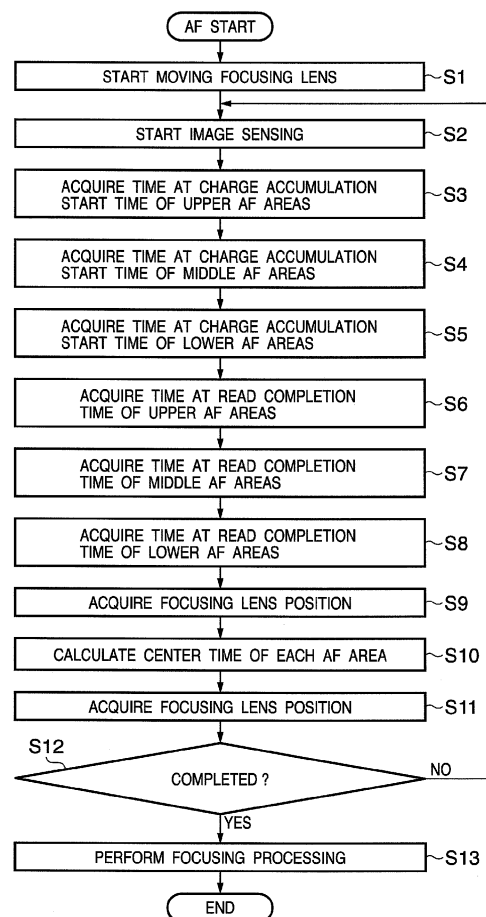 AF START
START MOVING FOCUSING LENS S1
START IMAGE SENSING S2
ACQUIRE TIME AT CHARGE ACCUMULATION
START TIME OF UPPER AF AREAS S3
ACQUIRE TIME AT CHARGE ACCUMULATION
START TIME OF MIDDLE AF AREAS S4
ACQUIRE TIME AT CHARGE ACCUMULATION
START TIME OF LOWER AF AREAS S5
ACQUIRE TIME AT READ COMPLETION
TIME OF UPPER AF AREAS S6
ACQUIRE TIME AT READ COMPLETION
TIME OF MIDDLE AF AREAS S7
ACQUIRE TIME AT READ COMPLETION
TIME OF LOWER AF AREAS S8
ACQUIRE FOCUSING LENS POSITION S9
CALCULATE CENTER TIME OF EACH AF AREA S10
ACQUIRE FOCUSING LENS POSITION S11
S12
COMPLETED ? NO
YES
PERFORM FOCUSING PROCESSING S13
END